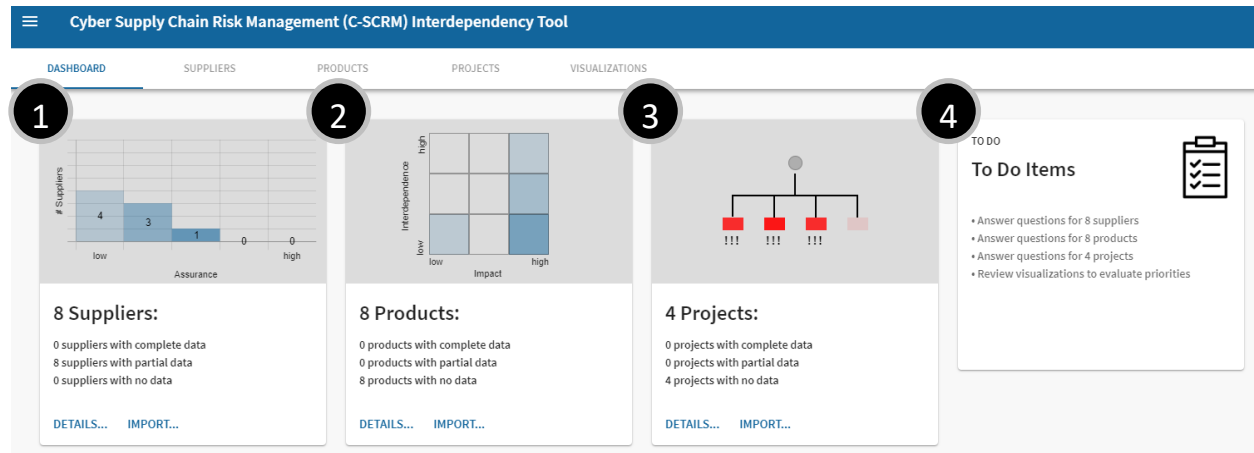 Cyber Supply Chain Risk Management (C-SCRM) Interdependency Tool
DASHBOARD SUPPLIERS PRODUCTS PROJECTS VISUALIZATIONS
1
# Suppliers
4 3 1 0 0
low high
Assurance
8 Suppliers:
0 suppliers with complete data
8 suppliers with partial data
0 suppliers with no data
DETAILS... IMPORT...
2
high
Interdependence
low
low high
Impact
8 Products:
0 products with complete data
0 products with partial data
8 products with no data
DETAILS... IMPORT...
3
!!! !!! !!!
4 Projects:
0 projects with complete data
0 projects with partial data
4 projects with no data
DETAILS... IMPORT...
4
TO DO
To Do Items
• Answer questions for 8 suppliers
• Answer questions for 8 products
• Answer questions for 4 projects
• Review visualizations to evaluate priorities